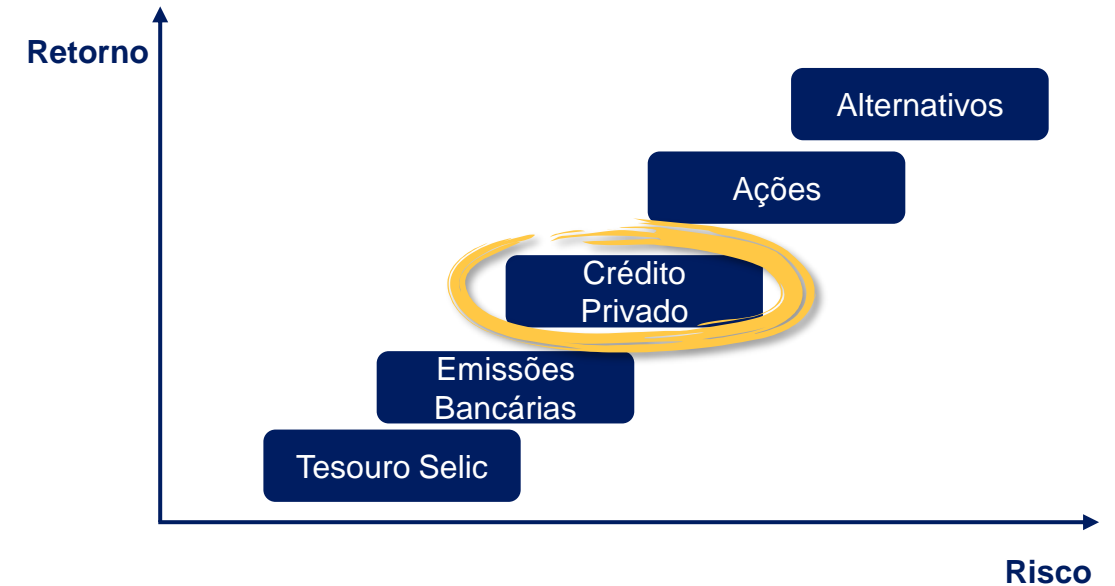 Retorno
Alternativos
Ações
Crédito
Privado
Emissões
Bancárias
Tesouro Selic
Risco